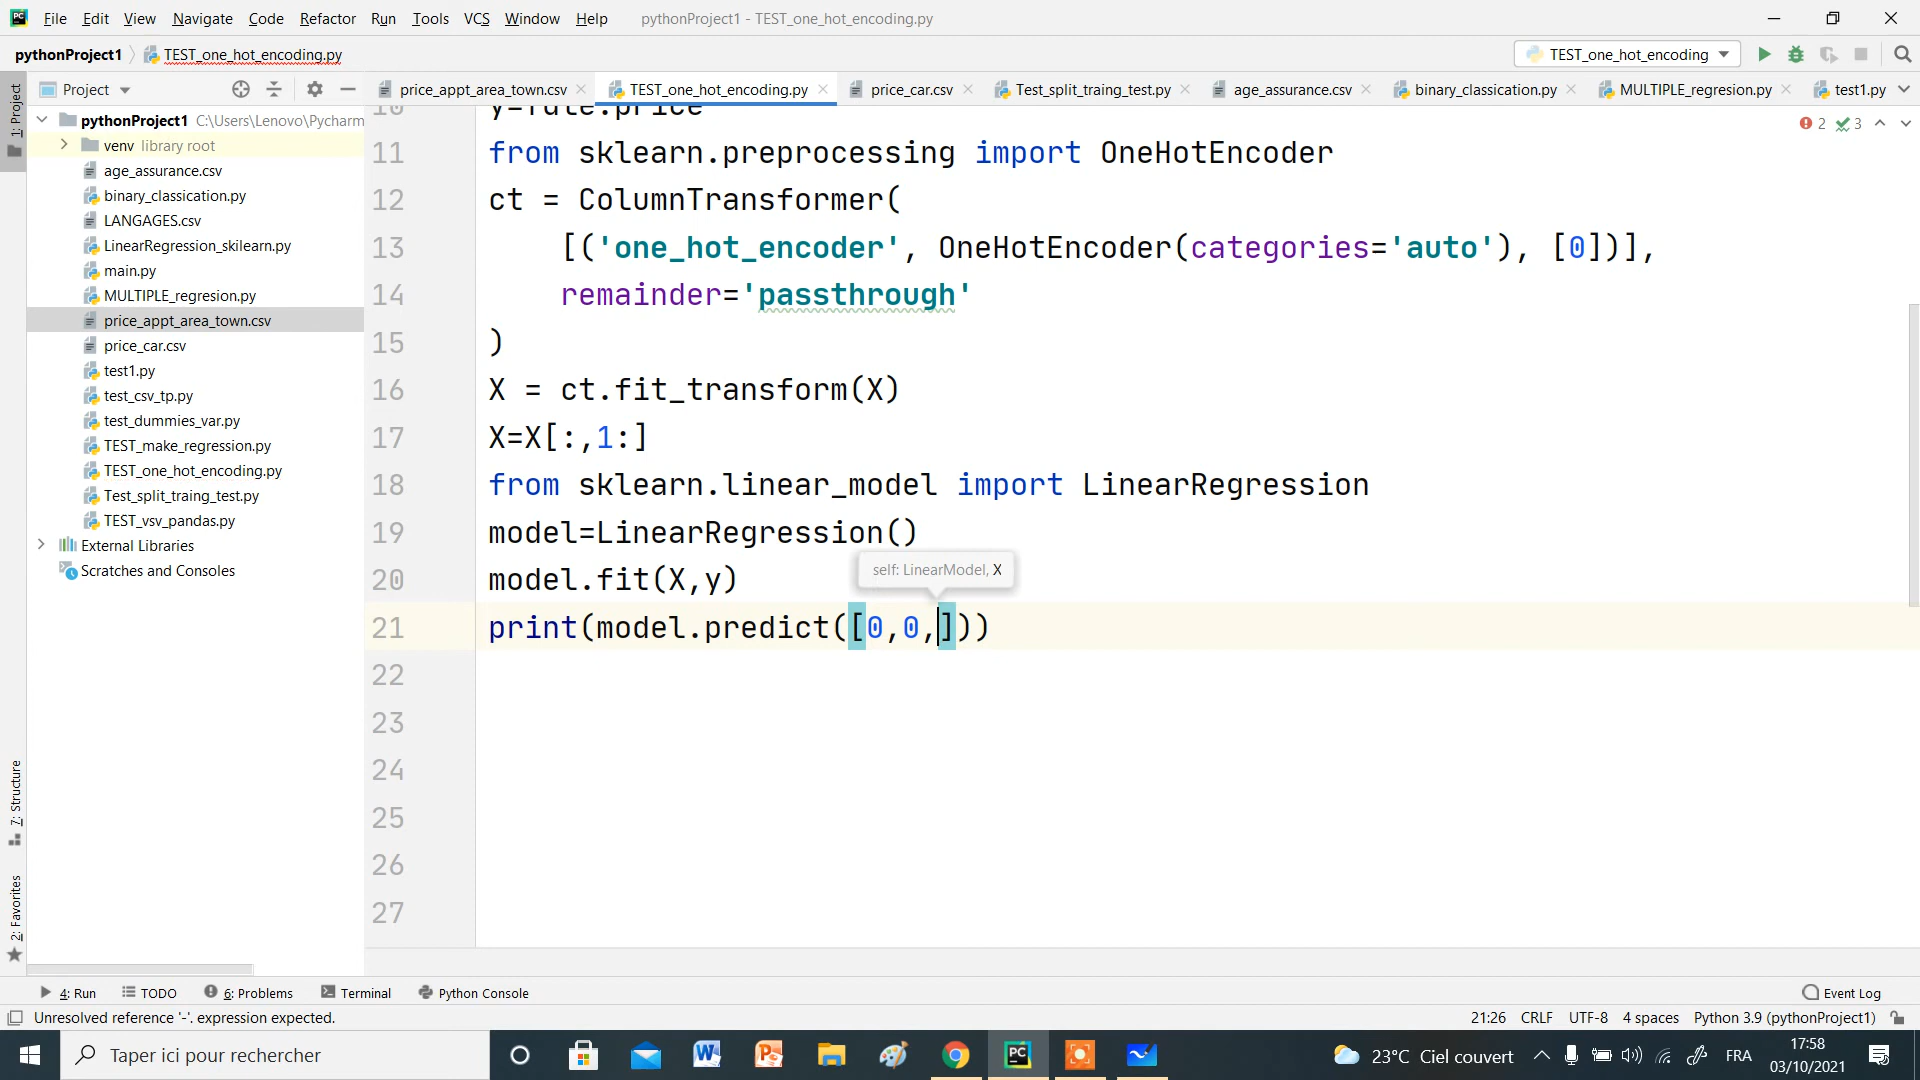 File Edit View Navigate Code Refactor Run Tools VCS Window Help pythonProject1 - TEST_one_hot_encoding.py
pythonProject1 TEST_one_hot_encoding.py TEST_one_hot_encoding
1: Project
Project
price_appt_area_town.csv TEST_one_hot_encoding.py price_car.csv Test_split_traing_test.py age_assurance.csv binary_classication.py MULTIPLE_regresion.py test1.py
pythonProject1 C:\Users\Lenovo\Pycharm
venv library root
age_assurance.csv
binary_classication.py
LANGAGES.csv
LinearRegression_skilearn.py
main.py
MULTIPLE_regresion.py
price_appt_area_town.csv
price_car.csv
test1.py
test_csv_tp.py
test_dummies_var.py
TEST_make_regression.py
TEST_one_hot_encoding.py
Test_split_traing_test.py
TEST_vsv_pandas.py
External Libraries
Scratches and Consoles
2 3
10
11 from sklearn.preprocessing import OneHotEncoder
12 ct = ColumnTransformer(
13 [('one_hot_encoder', OneHotEncoder(categories='auto'), [0])],
14 remainder='passthrough'
15 )
16 X = ct.fit_transform(X)
17 X=X[:,1:]
18 from sklearn.linear_model import LinearRegression
19 model=LinearRegression()
self: LinearModel, X
20 model.fit(X,y)
21 print(model.predict([0,0,]))
22
23
24
25
26
27
7: Structure
2: Favorites
4: Run TODO 6: Problems Terminal Python Console Event Log
Unresolved reference '-'. expression expected. 21:26 CRLF UTF-8 4 spaces Python 3.9 (pythonProject1)
Taper ici pour rechercher 23°C Ciel couvert FRA 17:58
03/10/2021